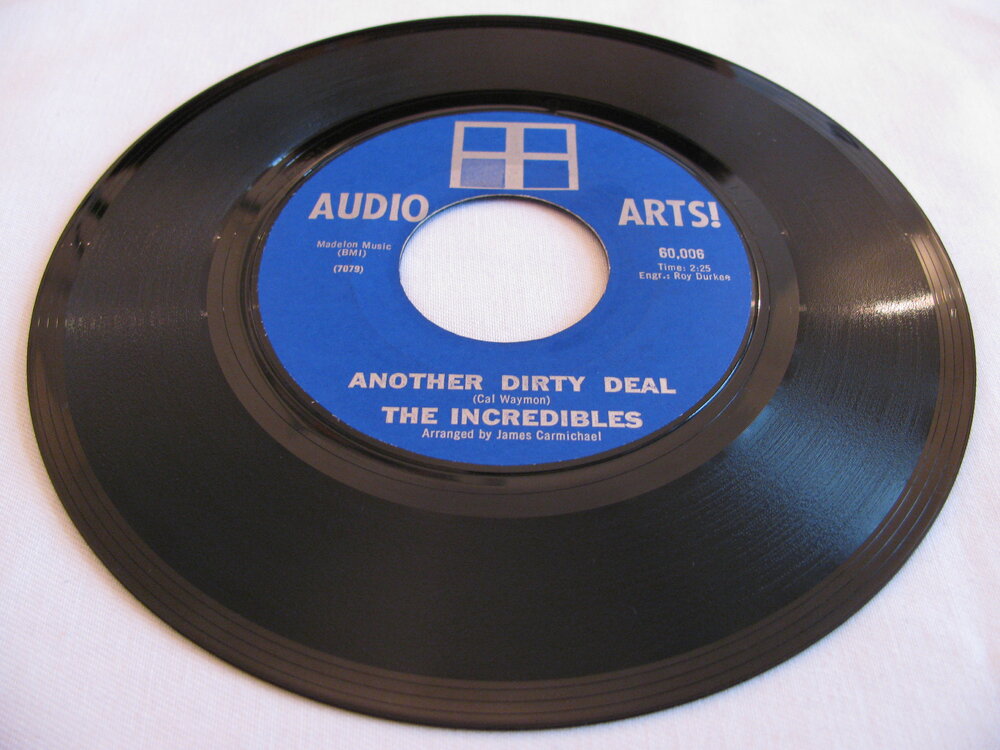 AUDIO ARTS!
Madelon Music
(BMI)
(7079)
60,006
Time: 2:25
Engr.: Roy Durkee
ANOTHER DIRTY DEAL
(Cal Waymon)
THE INCREDIBLES
Arranged by James Carmichael